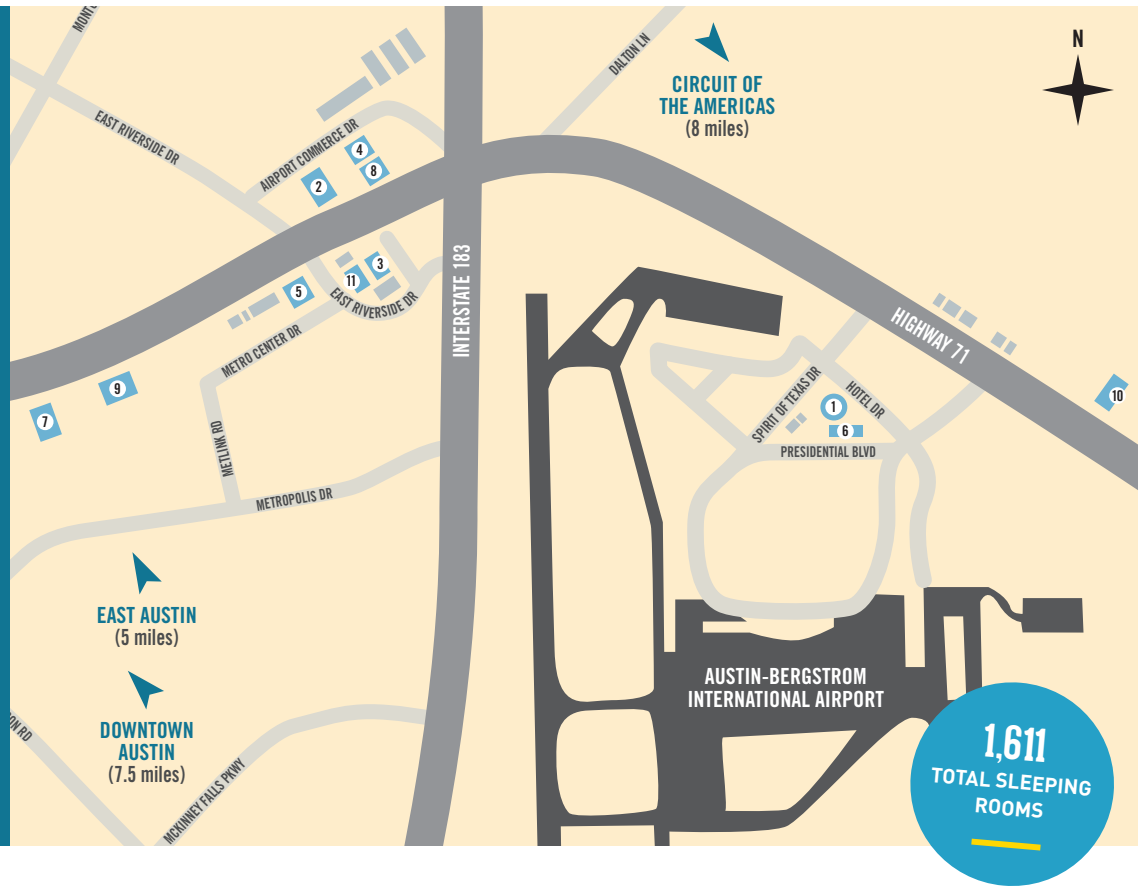 N
DALTON LN
CIRCUIT OF
THE AMERICAS
(8 miles)
EAST RIVERSIDE DR
AIRPORT COMMERCE DR
4
8
2
3
11
5
EAST RIVERSIDE DR
INTERSTATE 183
METRO CENTER DR
HIGHWAY 71
9
7
10
SPIRIT OF TEXAS DR
HOTEL DR
1
6
PRESIDENTIAL BLVD
METLINK RD
METROPOLIS DR
EAST AUSTIN
(5 miles)
DOWNTOWN
AUSTIN
(7.5 miles)
AUSTIN-BERGSTROM
INTERNATIONAL AIRPORT
MCKINNEY FALLS PKWY
1,611
TOTAL SLEEPING
ROOMS